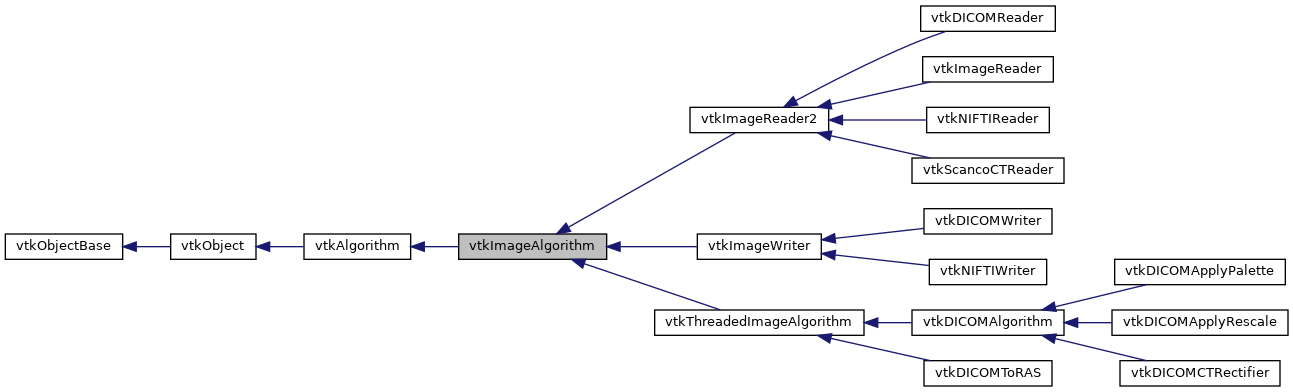 vtkDICOMReader
vtkImageReader
vtkImageReader2
vtkNIFTIReader
vtkScancoCTReader
vtkDICOMWriter
vtkObjectBase
vtkObject
vtkAlgorithm
vtkImageAlgorithm
vtkImageWriter
vtkNIFTIWriter
vtkDICOMApplyPalette
vtkThreadedImageAlgorithm
vtkDICOMAlgorithm
vtkDICOMApplyRescale
vtkDICOMToRAS
vtkDICOMCTRectifier